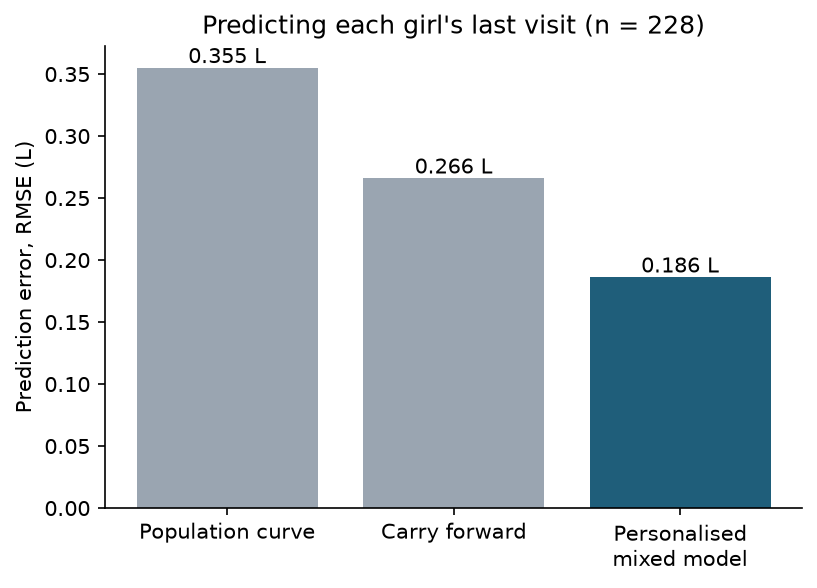 Predicting each girl's last visit (n = 228)
Prediction error, RMSE (L)
0.35
0.30
0.25
0.20
0.15
0.10
0.05
0.00
0.355 L
0.266 L
0.186 L
Population curve
Carry forward
Personalised
mixed model